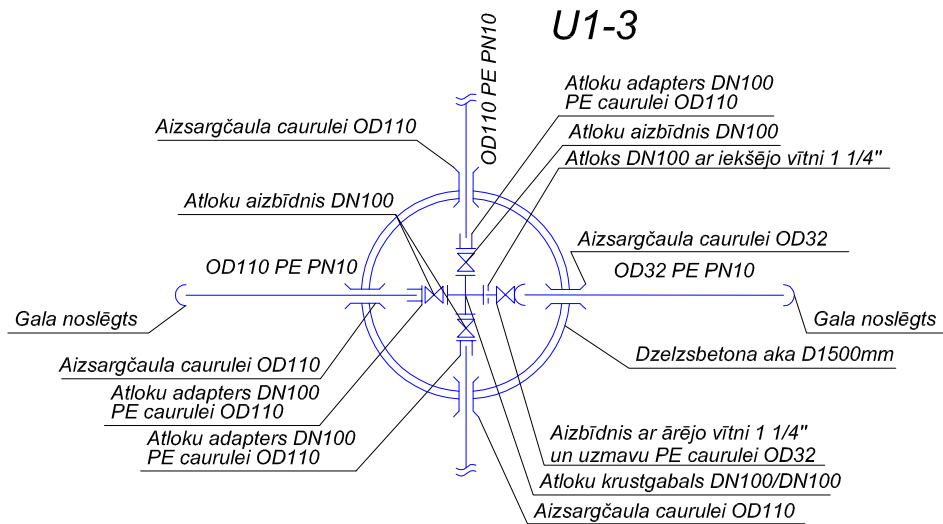 U1-3
OD110 PE PN10
Atloku adapters DN100
PE caurulei OD110
Aizsargčaula caurulei OD110
Atloku aizbīdnis DN100
Atloks DN100 ar iekšējo vītni 1 1/4"
Atloku aizbīdnis DN100
Aizsargčaula caurulei OD32
OD110 PE PN10
OD32 PE PN10
Gala noslēgts
Gala noslēgts
Aizsargčaula caurulei OD110
Dzelzsbetona aka D1500mm
Atloku adapters DN100
PE caurulei OD110
Atloku adapters DN100
PE caurulei OD110
Aizbīdnis ar ārējo vītni 1 1/4"
un uzmavu PE caurulei OD32
Atloku krustgabals DN100/DN100
Aizsargčaula caurulei OD110